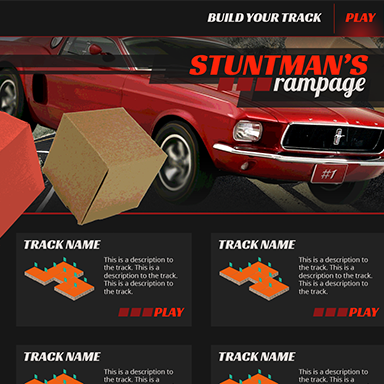 BUILD YOUR TRACK
PLAY
STUNTMAN'S
rampage
#1
TRACK NAME
This is a description to
the track. This is a
description to the track.
This is a description to
the track.
PLAY
TRACK NAME
This is a description to
the track. This is a
description to the track.
This is a description to
the track.
PLAY
TRACK NAME
This is a description to
the track. This is a
TRACK NAME
This is a description to
the track. This is a